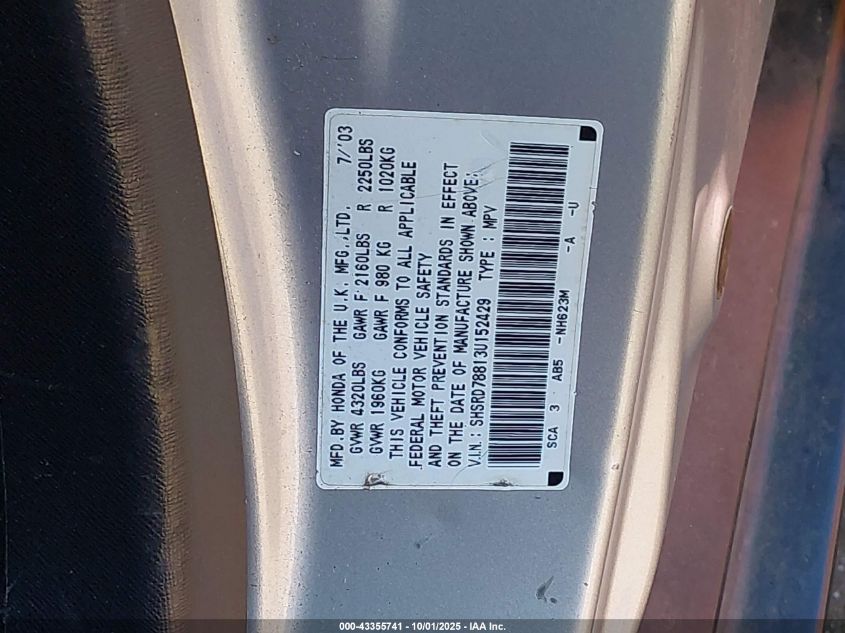 MFD.BY HONDA OF THE U.K. MFG.,LTD. 7/'03
GVWR 4320LBS GAWR F 2160LBS R 2250LBS
GVWR 1960KG GAWR F 980 KG R 1020KG
THIS VEHICLE CONFORMS TO ALL APPLICABLE
FEDERAL MOTOR VEHICLE SAFETY
AND THEFT PREVENTION STANDARDS IN EFFECT
ON THE DATE OF MANUFACTURE SHOWN ABOVE.
V.I.N.: SHSRD78813U152429 TYPE : MPV
SCA 3 AB5 -NH623M -A -U
000-43355741 - 10/01/2025 - IAA Inc.